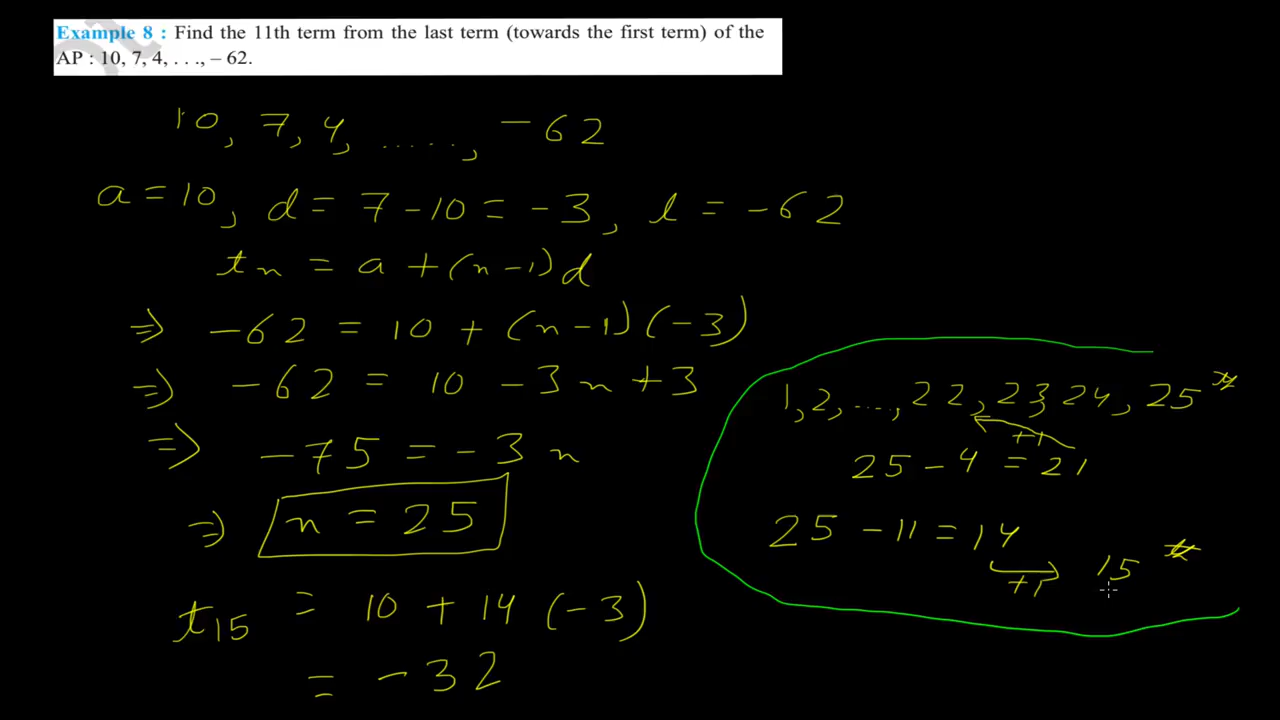 Example 8 : Find the 11th term from the last term (towards the first term) of the
AP : 10, 7, 4, . . ., – 62.
10, 7, 4, ....., -62
a = 10, d = 7 - 10 = -3, l = -62
tn = a + (n-1)d
⇒ -62 = 10 + (n-1)(-3)
⇒ -62 = 10 - 3n + 3
⇒ -75 = -3n
⇒ n = 25
t15 = 10 + 14 (-3)
= -32
1, 2, ...., 22, 23, 24, 25
+1
25 - 4 = 21
25 - 11 = 14
+1
15